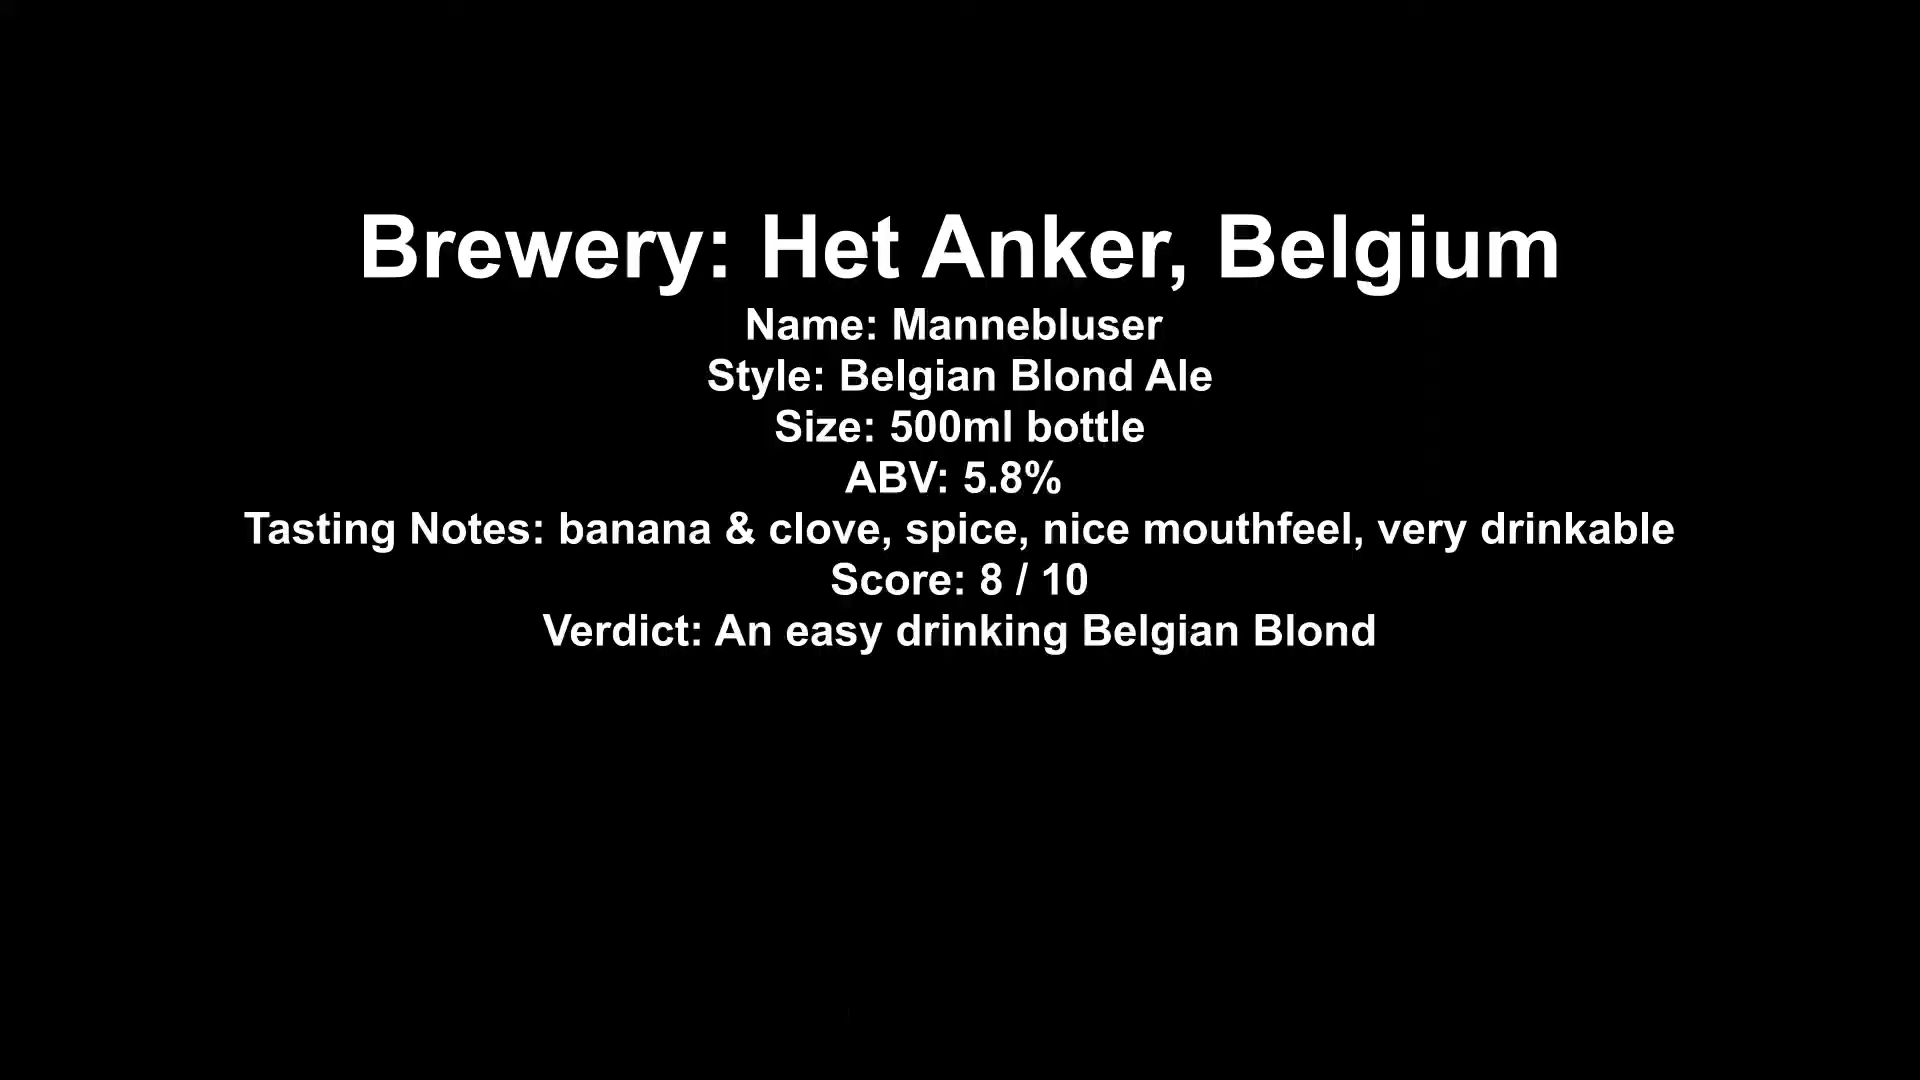 Brewery: Het Anker, Belgium
Name: Mannebluser
Style: Belgian Blond Ale
Size: 500ml bottle
ABV: 5.8%
Tasting Notes: banana & clove, spice, nice mouthfeel, very drinkable
Score: 8 / 10
Verdict: An easy drinking Belgian Blond